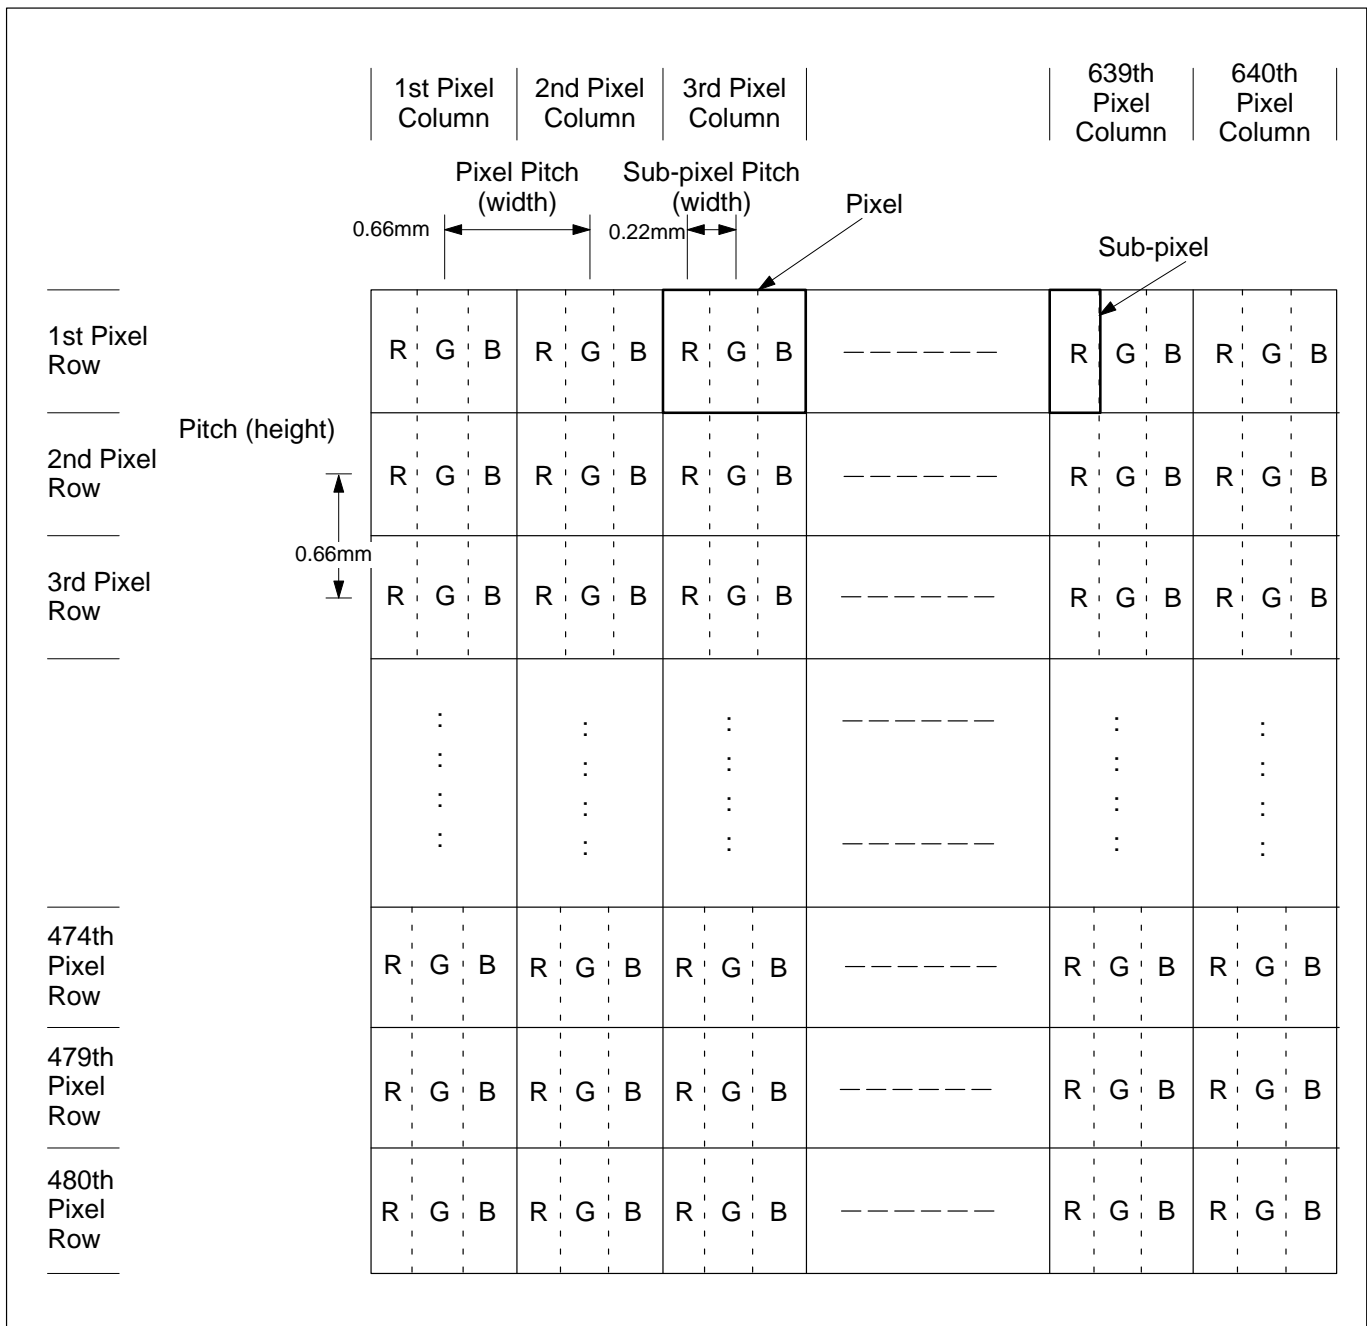 1st Pixel
Column
2nd Pixel
Column
3rd Pixel
Column
639th
Pixel
Column
640th
Pixel
Column
Pixel Pitch
(width)
Sub-pixel Pitch
(width)
0.66mm
0.22mm
Pixel
Sub-pixel
1st Pixel
Row
R G B R G B R G B R G B R G B
Pitch (height)
2nd Pixel
Row
R G B R G B R G B R G B R G B
0.66mm
3rd Pixel
Row
R G B R G B R G B R G B R G B
474th
Pixel
Row
R G B R G B R G B R G B R G B
479th
Pixel
Row
R G B R G B R G B R G B R G B
480th
Pixel
Row
R G B R G B R G B R G B R G B